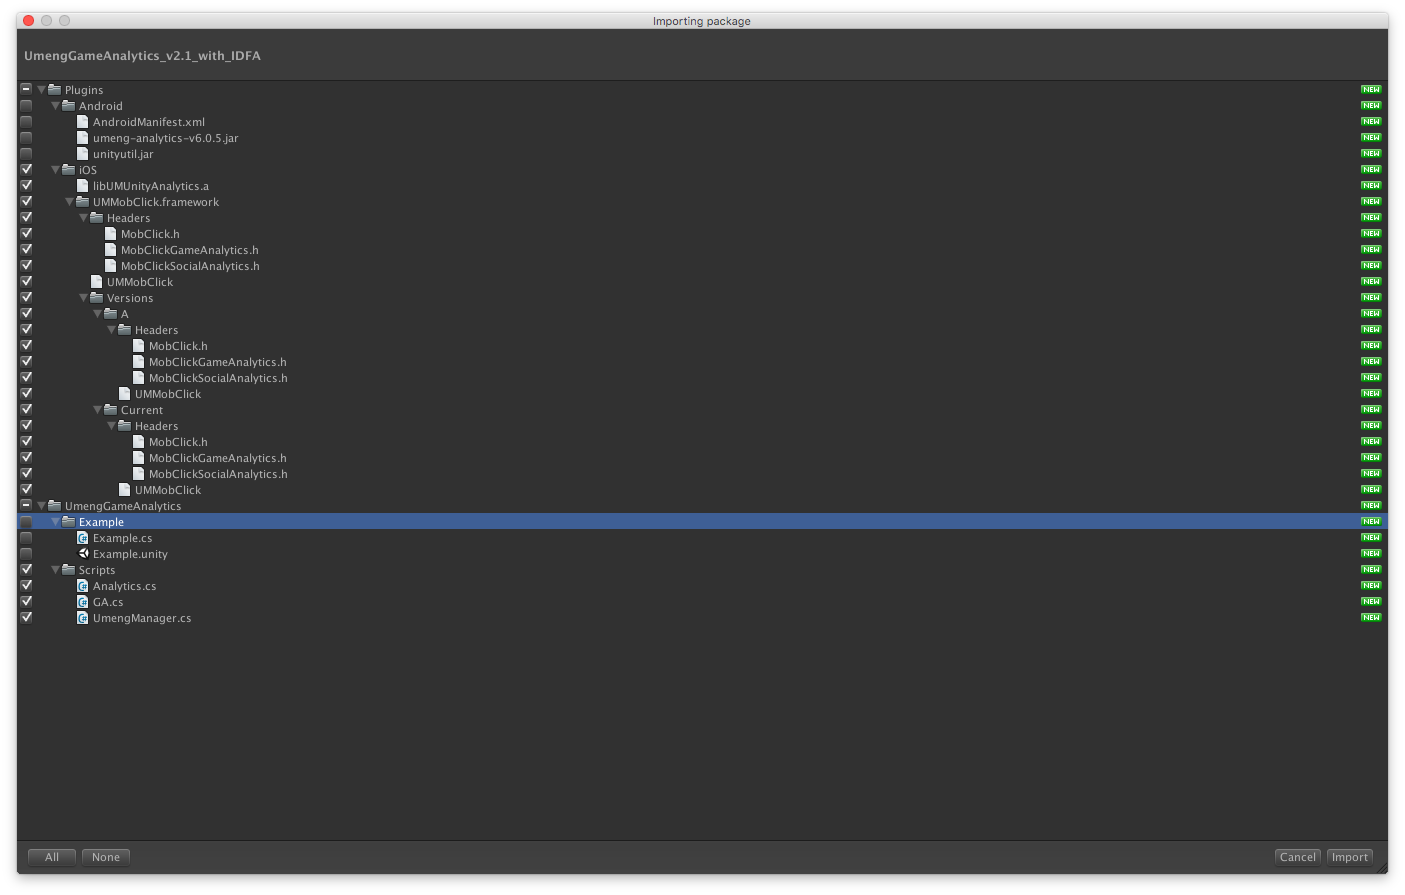 Importing package
UmengGameAnalytics_v2.1_with_IDFA
Plugins NEW
Android NEW
AndroidManifest.xml NEW
umeng-analytics-v6.0.5.jar NEW
unityutil.jar NEW
iOS NEW
libUMUnityAnalytics.a NEW
UMMobClick.framework NEW
Headers NEW
MobClick.h NEW
MobClickGameAnalytics.h NEW
MobClickSocialAnalytics.h NEW
UMMobClick NEW
Versions NEW
A NEW
Headers NEW
MobClick.h NEW
MobClickGameAnalytics.h NEW
MobClickSocialAnalytics.h NEW
UMMobClick NEW
Current NEW
Headers NEW
MobClick.h NEW
MobClickGameAnalytics.h NEW
MobClickSocialAnalytics.h NEW
UMMobClick NEW
UmengGameAnalytics NEW
Example NEW
Example.cs NEW
Example.unity NEW
Scripts NEW
Analytics.cs NEW
GA.cs NEW
UmengManager.cs NEW
All None Cancel Import